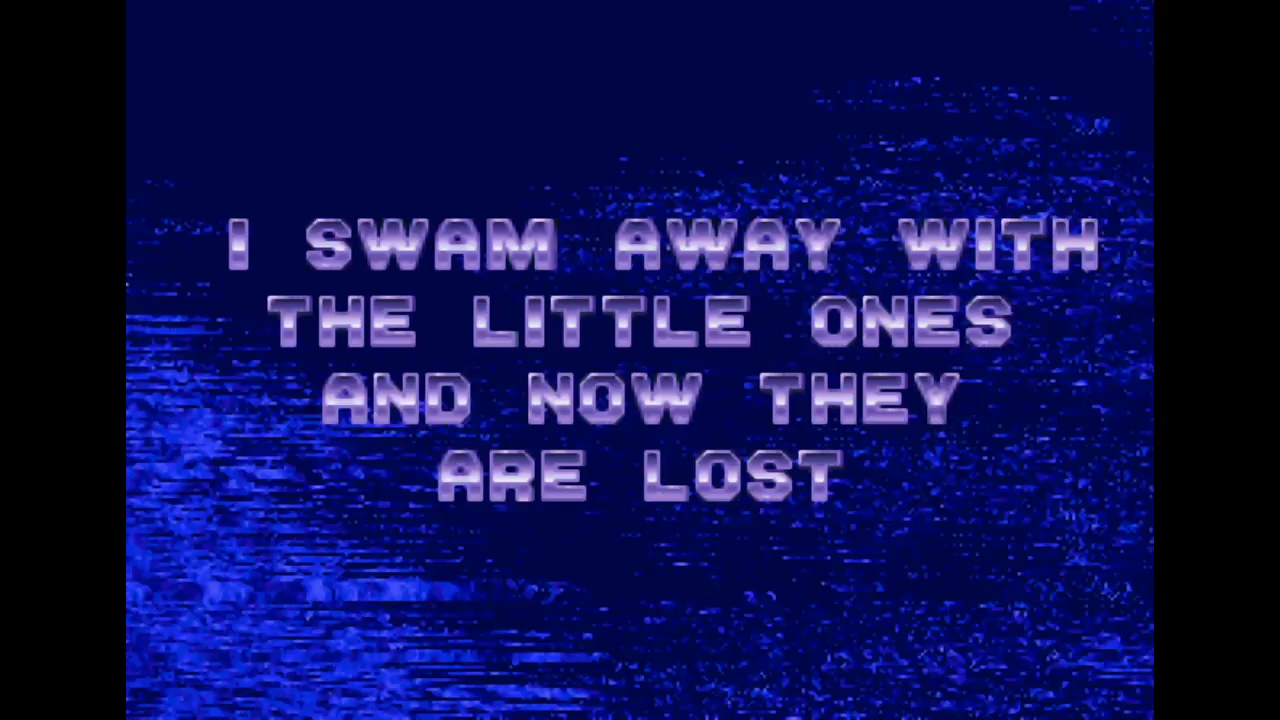 I SWAM AWAY WITH
THE LITTLE ONES
AND NOW THEY
ARE LOST